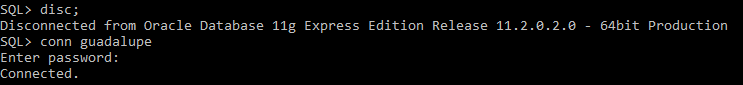 SQL> disc;
Disconnected from Oracle Database 11g Express Edition Release 11.2.0.2.0 - 64bit Production
SQL> conn guadalupe
Enter password:
Connected.